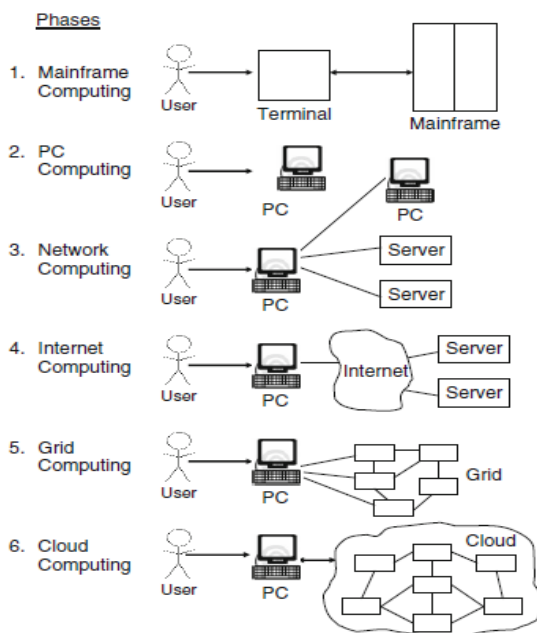 Phases
1. Mainframe
Computing
User
Terminal
Mainframe
2. PC
Computing
User
PC
PC
3. Network
Computing
User
PC
Server
Server
4. Internet
Computing
User
PC
Internet
Server
Server
5. Grid
Computing
User
PC
Grid
6. Cloud
Computing
User
PC
Cloud